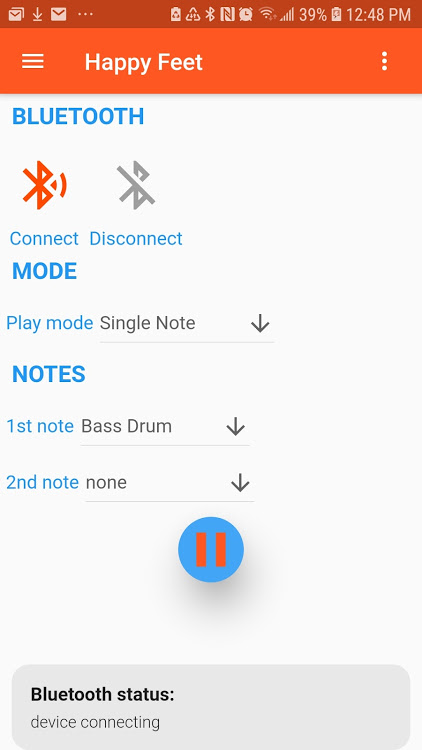 39% 12:48 PM
Happy Feet
BLUETOOTH
Connect Disconnect
MODE
Play mode Single Note
NOTES
1st note Bass Drum
2nd note none
Bluetooth status:
device connecting